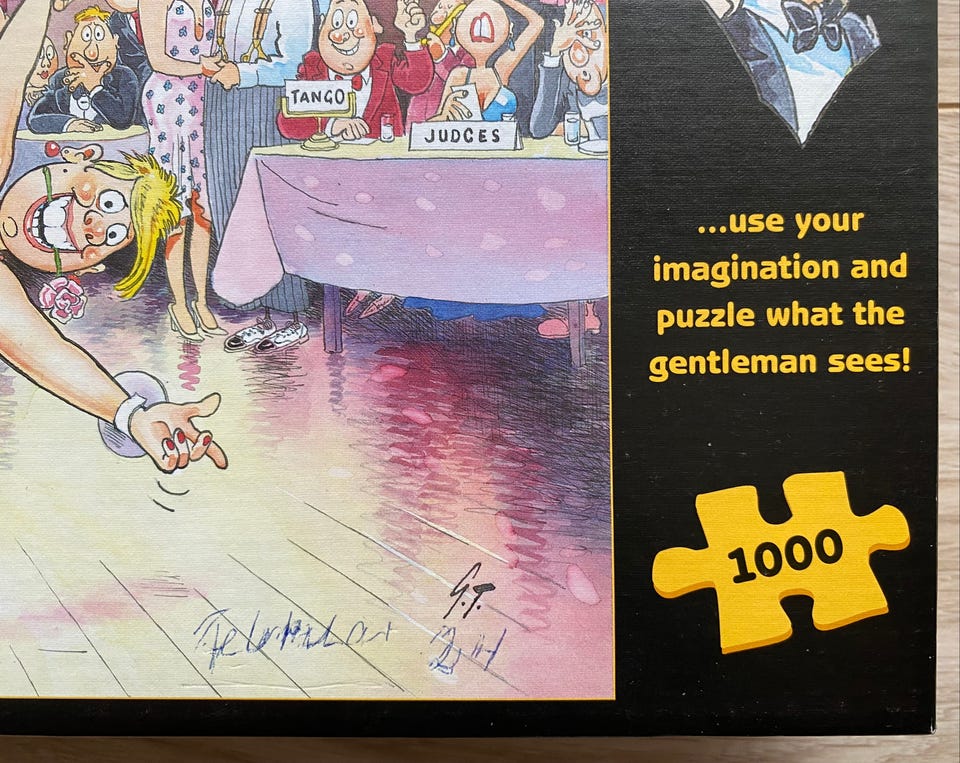 TANGO
JUDGES
...use your
imagination and
puzzle what the
gentleman sees!
1000
G.T.